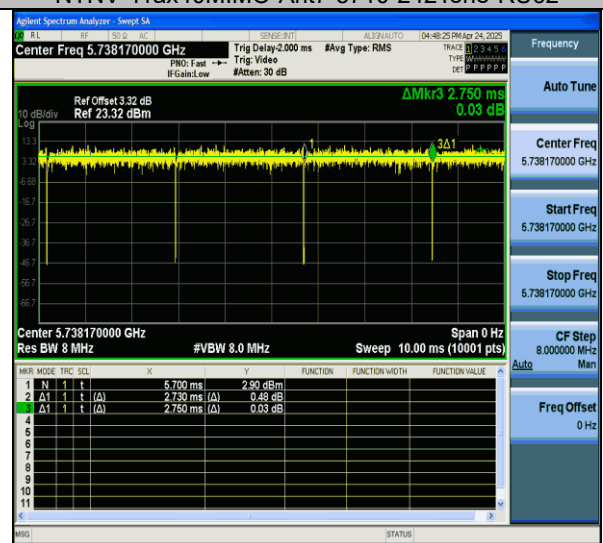 Agilent Spectrum Analyzer - Swept SA
RL RF 50 Ω AC SENSE:INT ALIGNAUTO 04:48:25 PM Apr 24, 2025
Center Freq 5.738170000 GHz
PNO: Fast
IFGain:Low
Trig Delay-2.000 ms
Trig: Video
#Atten: 30 dB
#Avg Type: RMS
TRACE 1 2 3 4 5 6
TYPE
DET P P P P P P
Frequency
Ref Offset 3.32 dB
10 dB/div Ref 23.32 dBm
Log
ΔMkr3 2.750 ms
0.03 dB
Auto Tune
13.3
3.32
-6.68
-16.7
-26.7
-36.7
-46.7
-56.7
-66.7
1
3Δ1
Center Freq
5.738170000 GHz
Start Freq
5.738170000 GHz
Stop Freq
5.738170000 GHz
Center 5.738170000 GHz Span 0 Hz
Res BW 8 MHz #VBW 8.0 MHz Sweep 10.00 ms (10001 pts)
CF Step
8.000000 MHz
Auto Man
MKR MODE TRC SCL X Y FUNCTION FUNCTION WIDTH FUNCTION VALUE
1 N 1 t 5.700 ms 2.90 dBm
2 Δ1 1 t (Δ) 2.730 ms (Δ) 0.48 dB
3 Δ1 1 t (Δ) 2.750 ms (Δ) 0.03 dB
4
5
6
7
8
9
10
11
Freq Offset
0 Hz
MSG STATUS